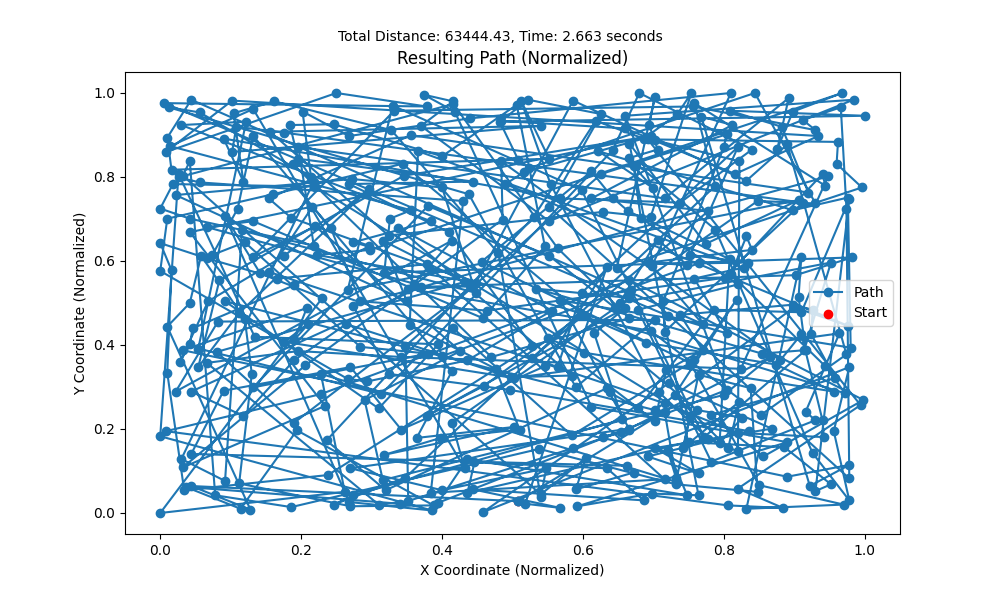 Total Distance: 63444.43, Time: 2.663 seconds
Resulting Path (Normalized)
1.0
0.8
0.6
0.4
0.2
0.0
Y Coordinate (Normalized)
Path
Start
0.0 0.2 0.4 0.6 0.8 1.0
X Coordinate (Normalized)